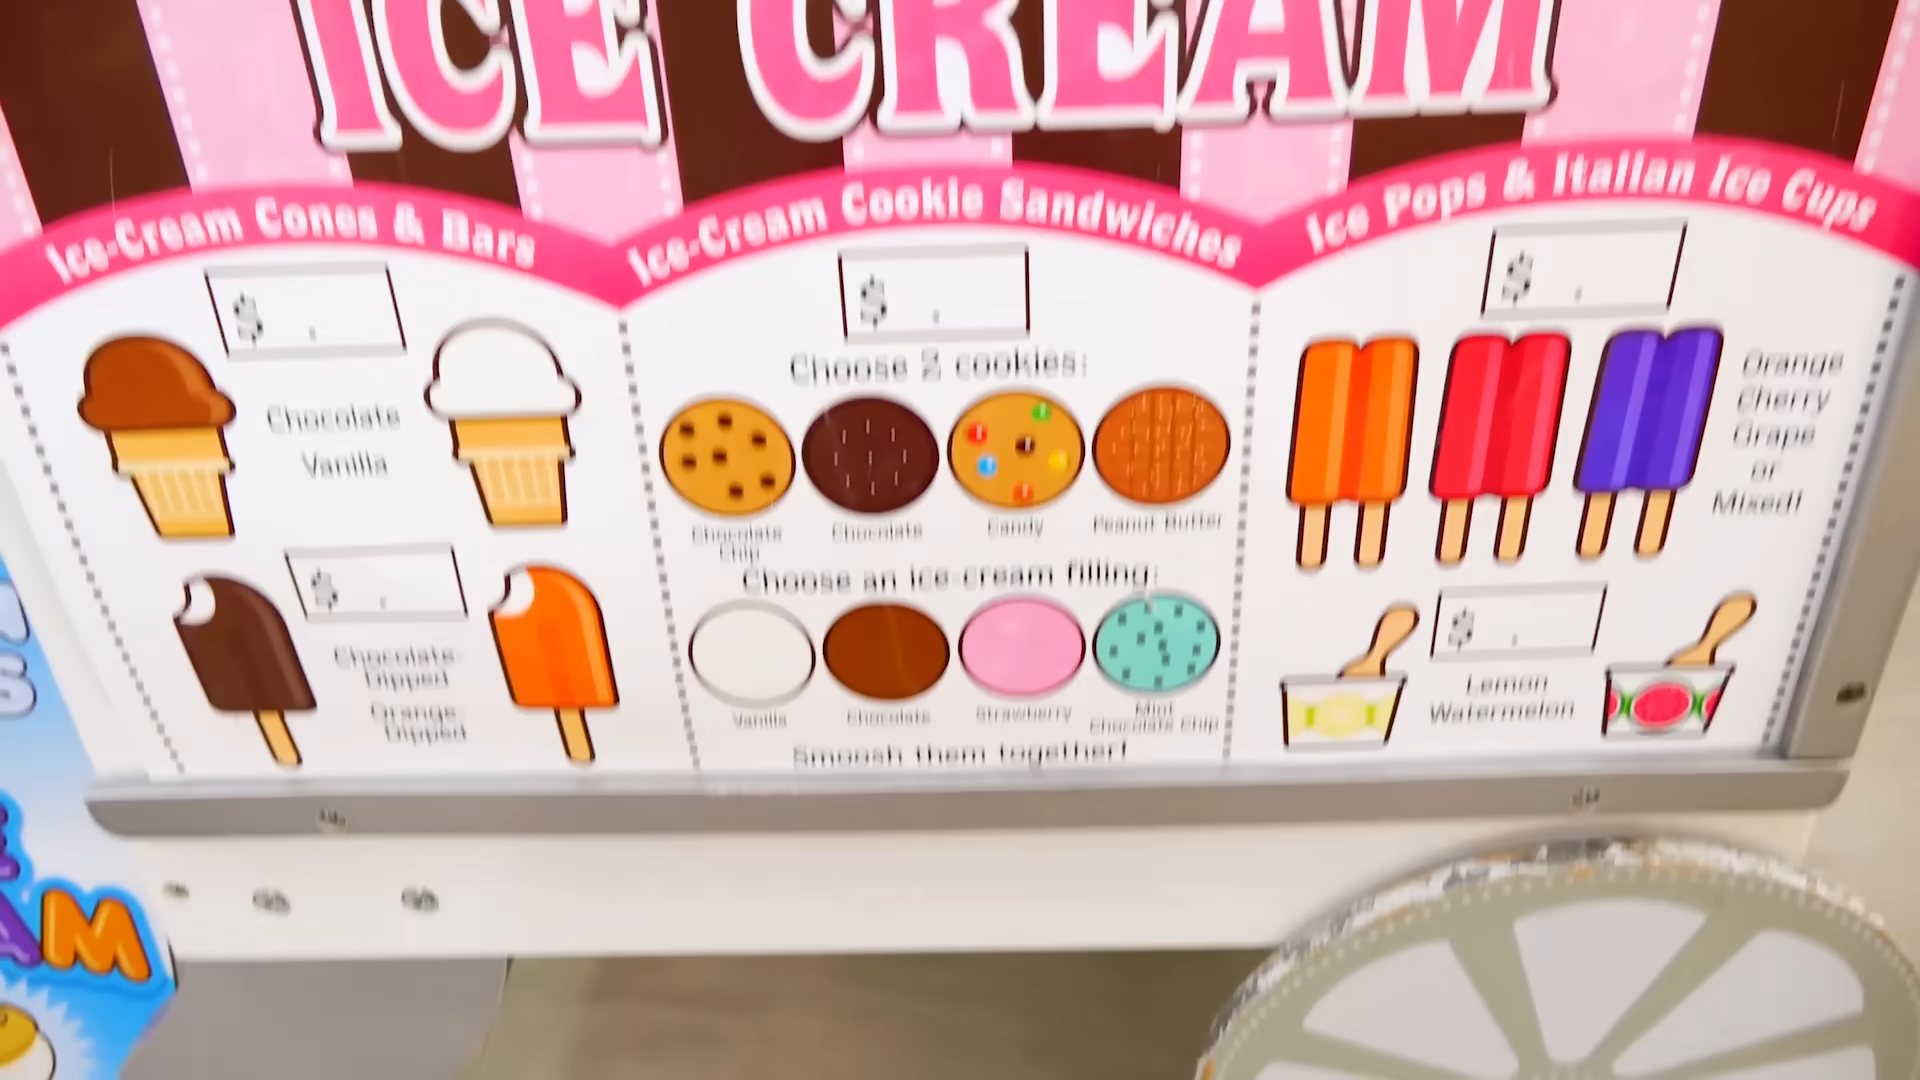 ICE CREAM
Ice-Cream Cones & Bars
$ .
Chocolate
Vanilla
$ .
Chocolate-
Dipped
Orange-
Dipped
Ice-Cream Cookie Sandwiches
$ .
Choose 2 cookies:
Chocolate
Chip
Chocolate
Candy
Peanut Butter
Choose an ice-cream filling:
Vanilla
Chocolate
Strawberry
Mint
Chocolate Chip
Smoosh them together!
Ice Pops & Italian Ice Cups
$ .
Orange
Cherry
Grape
or
Mixed!
$ .
Lemon
Watermelon